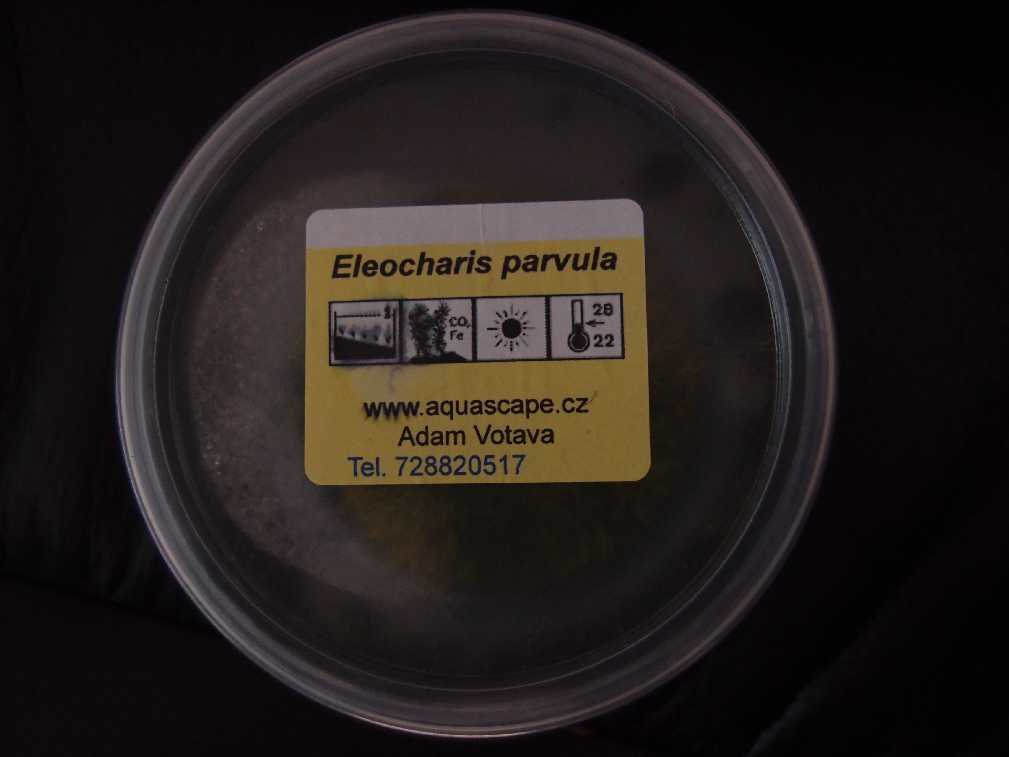 Eleocharis parvula
CO₂
Fe
28
22
www.aquascape.cz
Adam Votava
Tel. 728820517